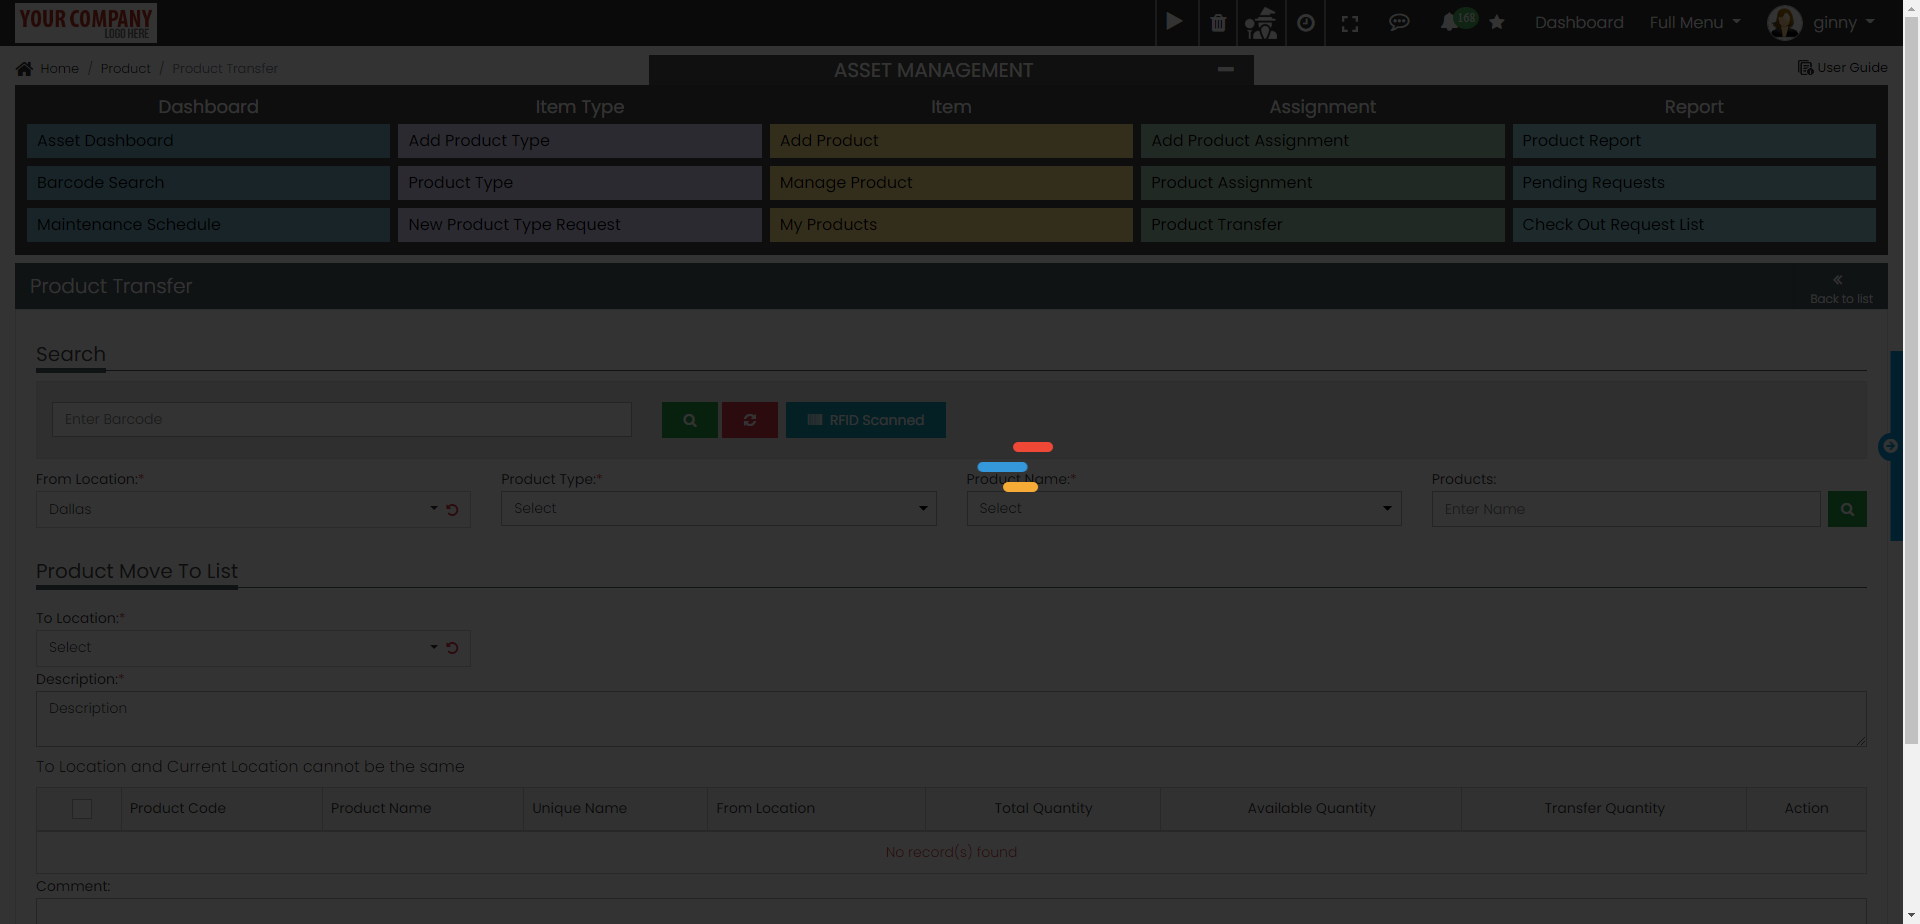 YOUR COMPANY
LOGO HERE
168
Dashboard
Full Menu
ginny
Home / Product / Product Transfer
ASSET MANAGEMENT
User Guide
Dashboard
Item Type
Item
Assignment
Report
Asset Dashboard
Add Product Type
Add Product
Add Product Assignment
Product Report
Barcode Search
Product Type
Manage Product
Product Assignment
Pending Requests
Maintenance Schedule
New Product Type Request
My Products
Product Transfer
Check Out Request List
Product Transfer
Back to list
Search
Enter Barcode
RFID Scanned
From Location:*
Product Type:*
Product Name:*
Products:
Dallas
Select
Select
Enter Name
Product Move To List
To Location:*
Select
Description:*
Description
To Location and Current Location cannot be the same
Product Code
Product Name
Unique Name
From Location
Total Quantity
Available Quantity
Transfer Quantity
Action
No record(s) found
Comment: